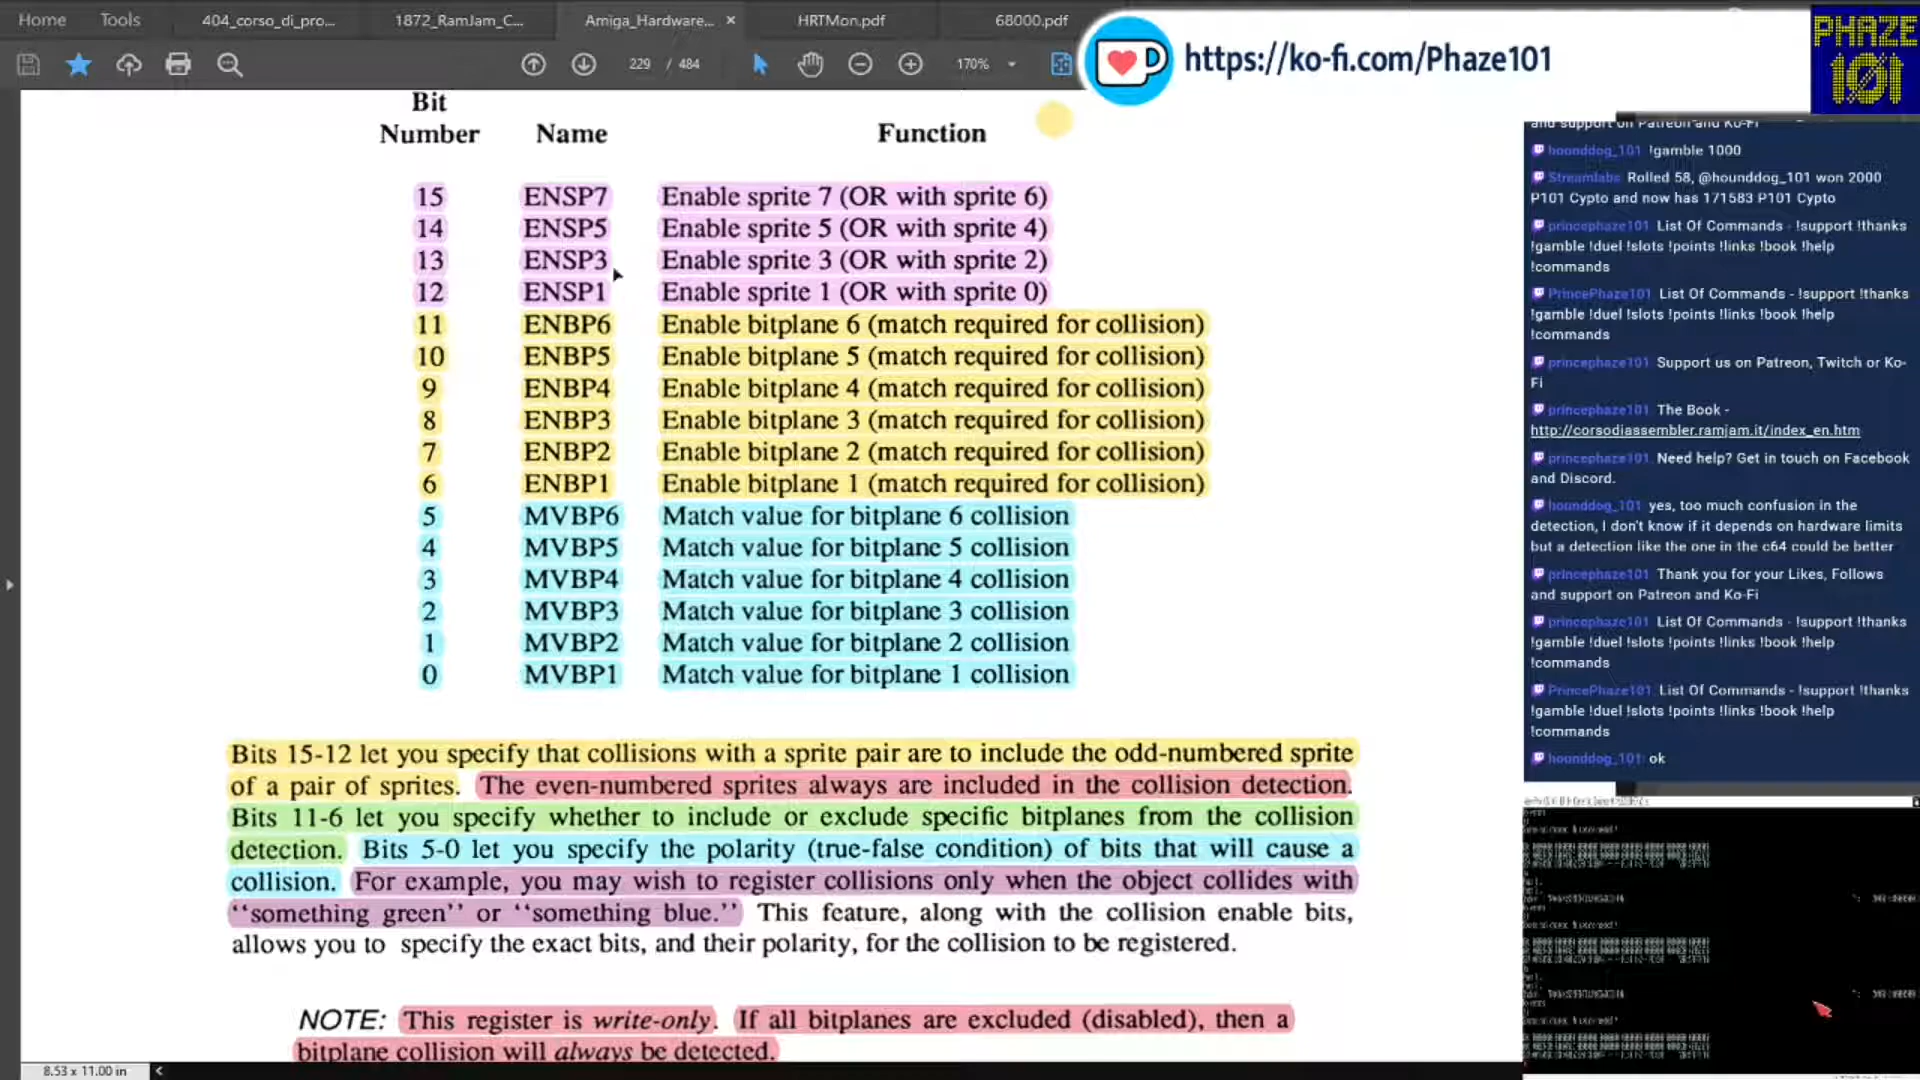 Home
Tools
404_corso_di_pro...
1872_RamJam_C...
Amiga_Hardware... ×
HRTMon.pdf
68000.pdf
229 / 484
170%
https://ko-fi.com/Phaze101
PHAZE
101
Bit
Number Name Function
15 ENSP7 Enable sprite 7 (OR with sprite 6)
14 ENSP5 Enable sprite 5 (OR with sprite 4)
13 ENSP3 Enable sprite 3 (OR with sprite 2)
12 ENSP1 Enable sprite 1 (OR with sprite 0)
11 ENBP6 Enable bitplane 6 (match required for collision)
10 ENBP5 Enable bitplane 5 (match required for collision)
9 ENBP4 Enable bitplane 4 (match required for collision)
8 ENBP3 Enable bitplane 3 (match required for collision)
7 ENBP2 Enable bitplane 2 (match required for collision)
6 ENBP1 Enable bitplane 1 (match required for collision)
5 MVBP6 Match value for bitplane 6 collision
4 MVBP5 Match value for bitplane 5 collision
3 MVBP4 Match value for bitplane 4 collision
2 MVBP3 Match value for bitplane 3 collision
1 MVBP2 Match value for bitplane 2 collision
0 MVBP1 Match value for bitplane 1 collision
Bits 15-12 let you specify that collisions with a sprite pair are to include the odd-numbered sprite
of a pair of sprites. The even-numbered sprites always are included in the collision detection.
Bits 11-6 let you specify whether to include or exclude specific bitplanes from the collision
detection. Bits 5-0 let you specify the polarity (true-false condition) of bits that will cause a
collision. For example, you may wish to register collisions only when the object collides with
‘‘something green’’ or ‘‘something blue.’’ This feature, along with the collision enable bits,
allows you to specify the exact bits, and their polarity, for the collision to be registered.
NOTE: This register is write-only. If all bitplanes are excluded (disabled), then a
bitplane collision will always be detected.
8.53 x 11.00 in
and support on Patreon and Ko-Fi
hounddog_101 !gamble 1000
Streamlabs Rolled 58, @hounddog_101 won 2000
P101 Cypto and now has 171583 P101 Cypto
princephaze101 List Of Commands - !support !thanks
!gamble !duel !slots !points !links !book !help
!commands
PrincePhaze101 List Of Commands - !support !thanks
!gamble !duel !slots !points !links !book !help
!commands
princephaze101 Support us on Patreon, Twitch or Ko-
Fi
princephaze101 The Book -
http://corsodiassembler.ramjam.it/index_en.htm
princephaze101 Need help? Get in touch on Facebook
and Discord.
hounddog_101 yes, too much confusion in the
detection, I don't know if it depends on hardware limits
but a detection like the one in the c64 could be better
princephaze101 Thank you for your Likes, Follows
and support on Patreon and Ko-Fi
princephaze101 List Of Commands - !support !thanks
!gamble !duel !slots !points !links !book !help
!commands
PrincePhaze101 List Of Commands - !support !thanks
!gamble !duel !slots !points !links !book !help
!commands
hounddog_101 ok